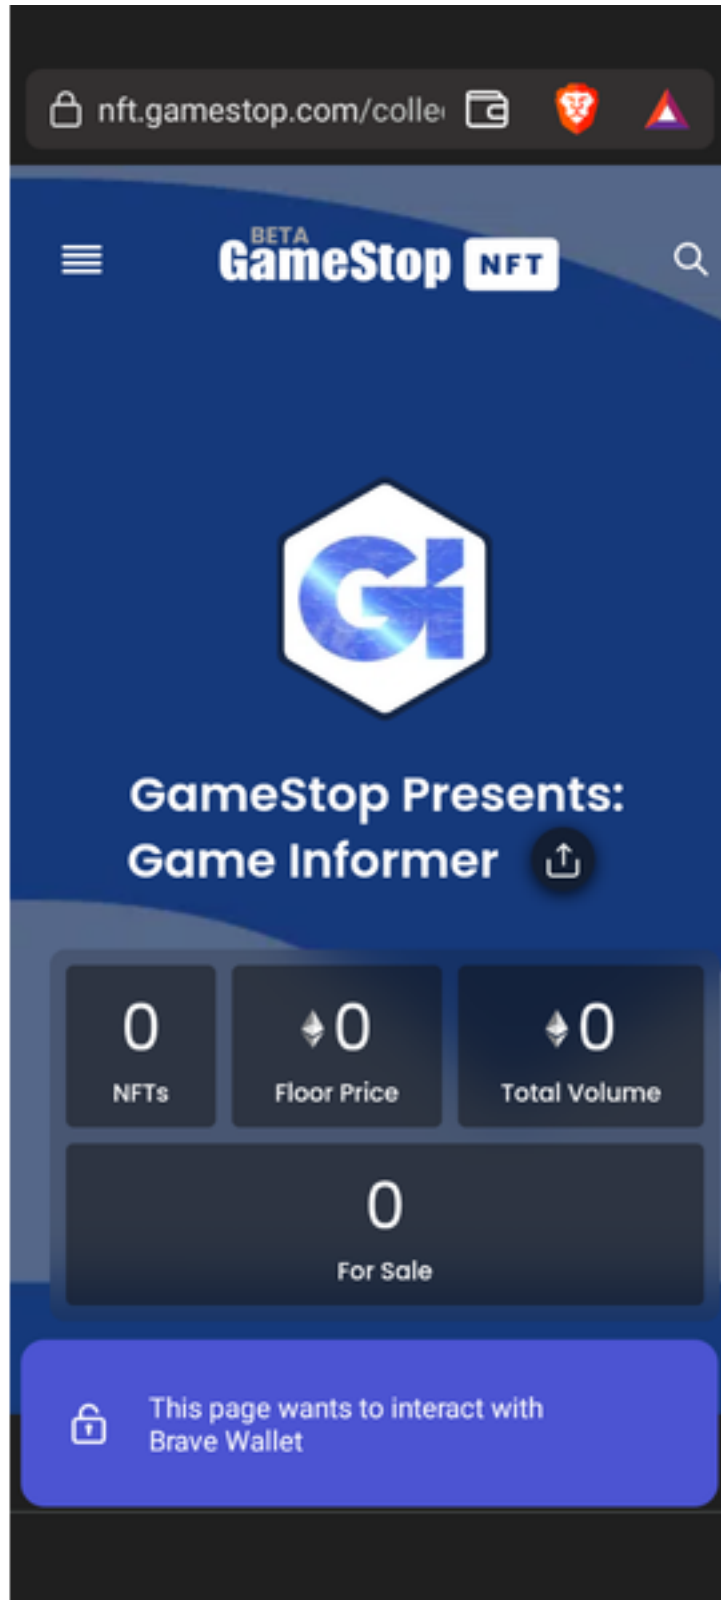 nft.gamestop.com/colle
BETA
GameStop NFT
Gi
GameStop Presents:
Game Informer
0
NFTs
0
Floor Price
0
Total Volume
0
For Sale
This page wants to interact with
Brave Wallet